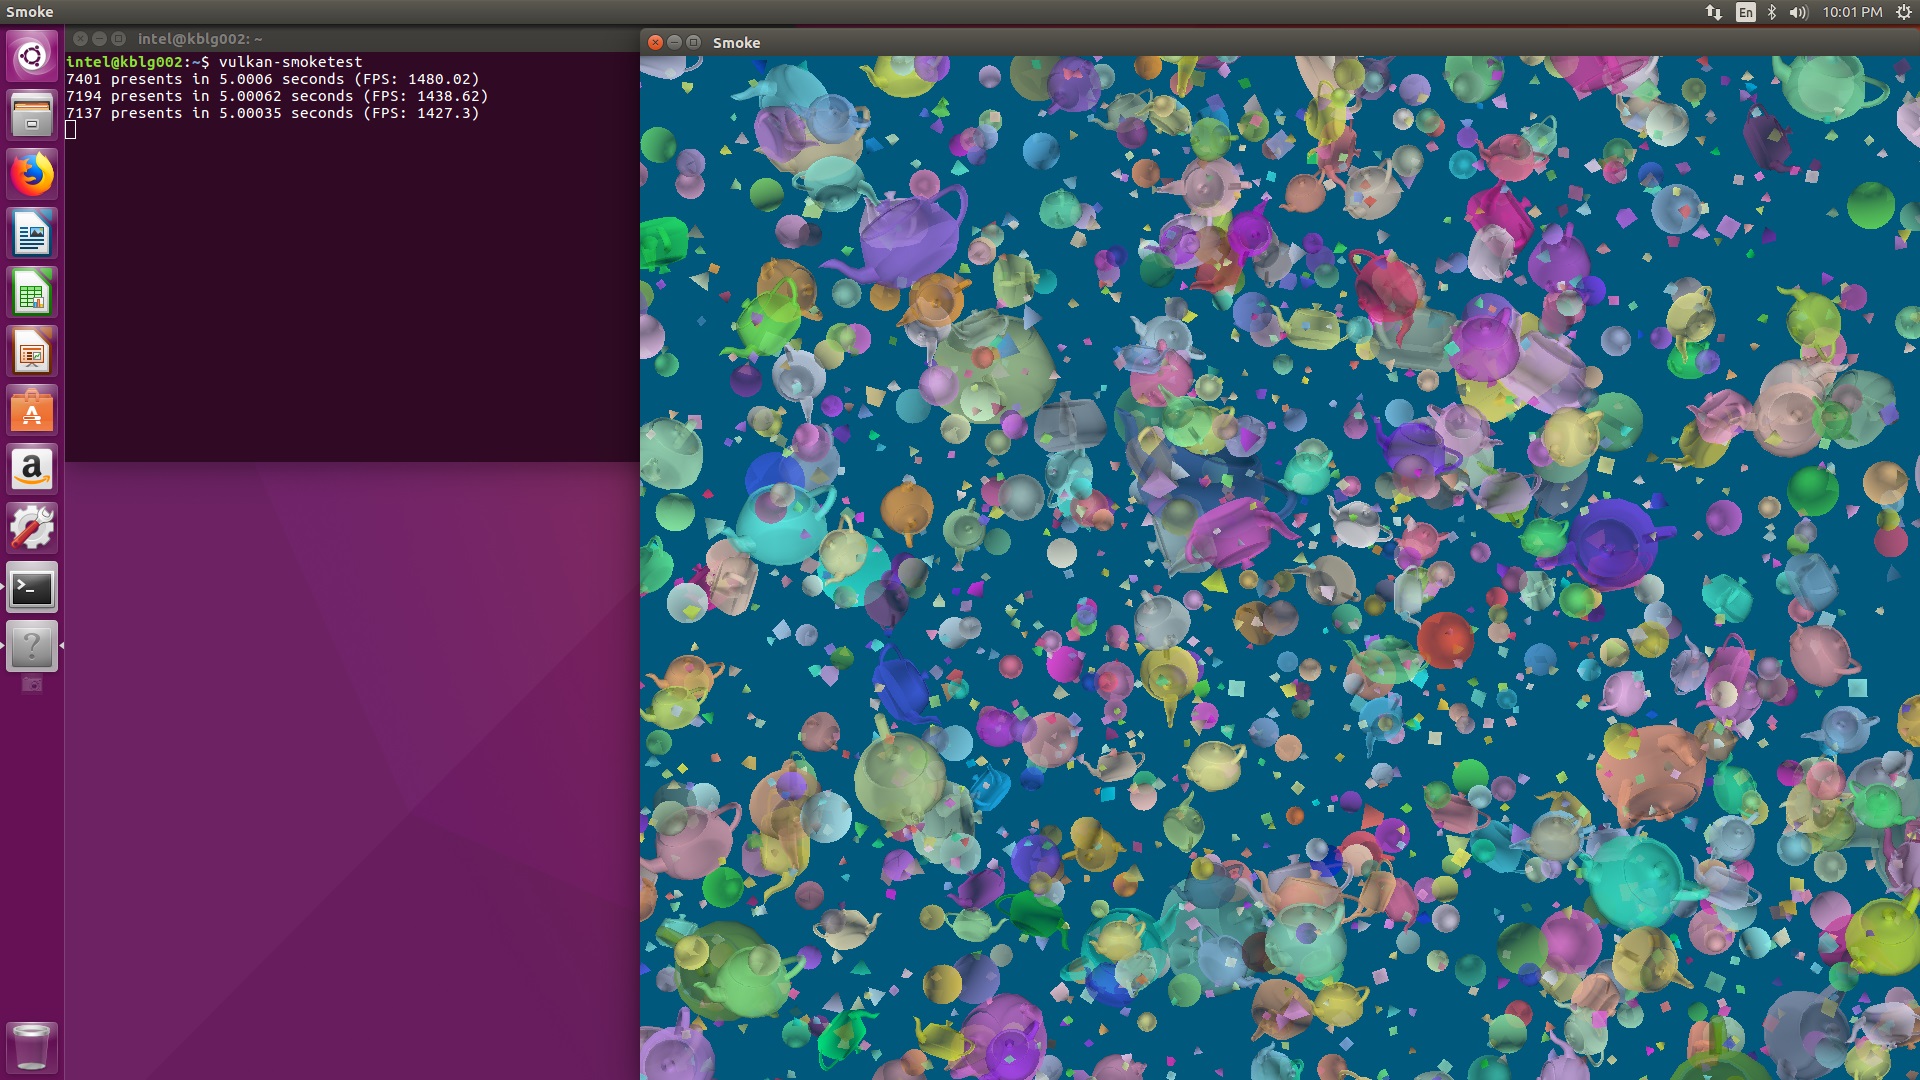 Smoke
En
10:01 PM
intel@kblg002: ~
Smoke
intel@kblg002:~$ vulkan-smoketest
7401 presents in 5.0006 seconds (FPS: 1480.02)
7194 presents in 5.00062 seconds (FPS: 1438.62)
7137 presents in 5.00035 seconds (FPS: 1427.3)